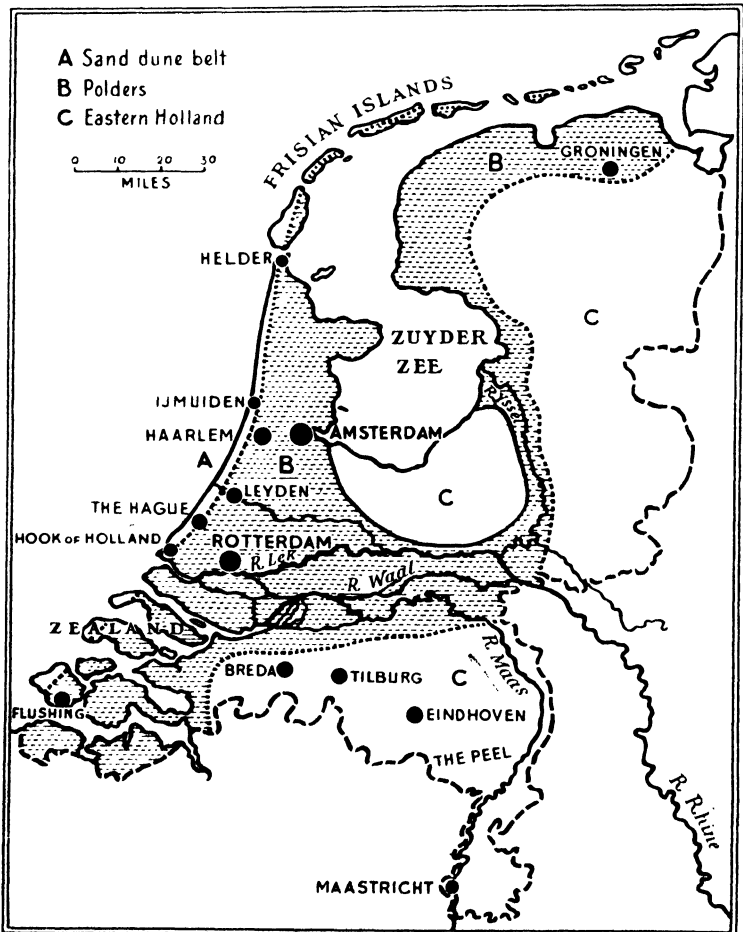 A Sand dune belt
B Polders
C Eastern Holland
0 10 20 30
MILES
FRISIAN ISLANDS
B
GRONINGEN
HELDER
C
ZUYDER
ZEE
IJMUIDEN
R. Yssel
HAARLEM
AMSTERDAM
A
B
LEYDEN
C
THE HAGUE
HOOK OF HOLLAND
ROTTERDAM
R. Lek
R. Waal
ZEALAND
BREDA
TILBURG
C
R. Maas
FLUSHING
EINDHOVEN
THE PEEL
R. Rhine
MAASTRICHT